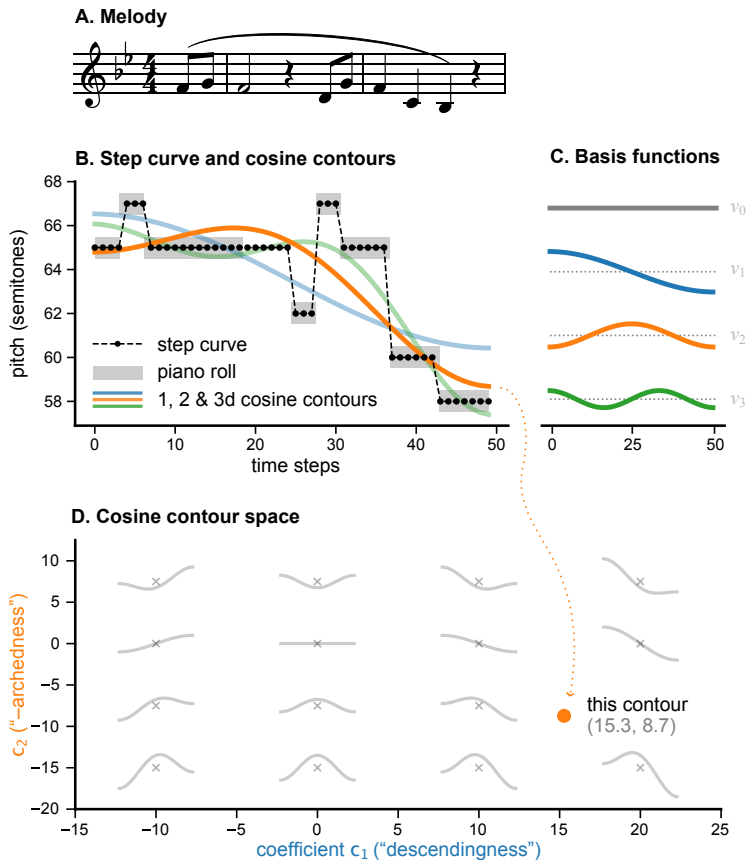 A. Melody
4
4
B. Step curve and cosine contours
C. Basis functions
68
66
64
62
60
58
pitch (semitones)
step curve
piano roll
1, 2 & 3d cosine contours
0
10
20
30
40
50
time steps
v₀
v₁
v₂
v₃
0
25
50
D. Cosine contour space
10
5
0
−5
−10
−15
−20
c₂ (“−archedness”)
this contour
(15.3, 8.7)
−15
−10
−5
0
5
10
15
20
25
coefficient c₁ (“descendingness”)